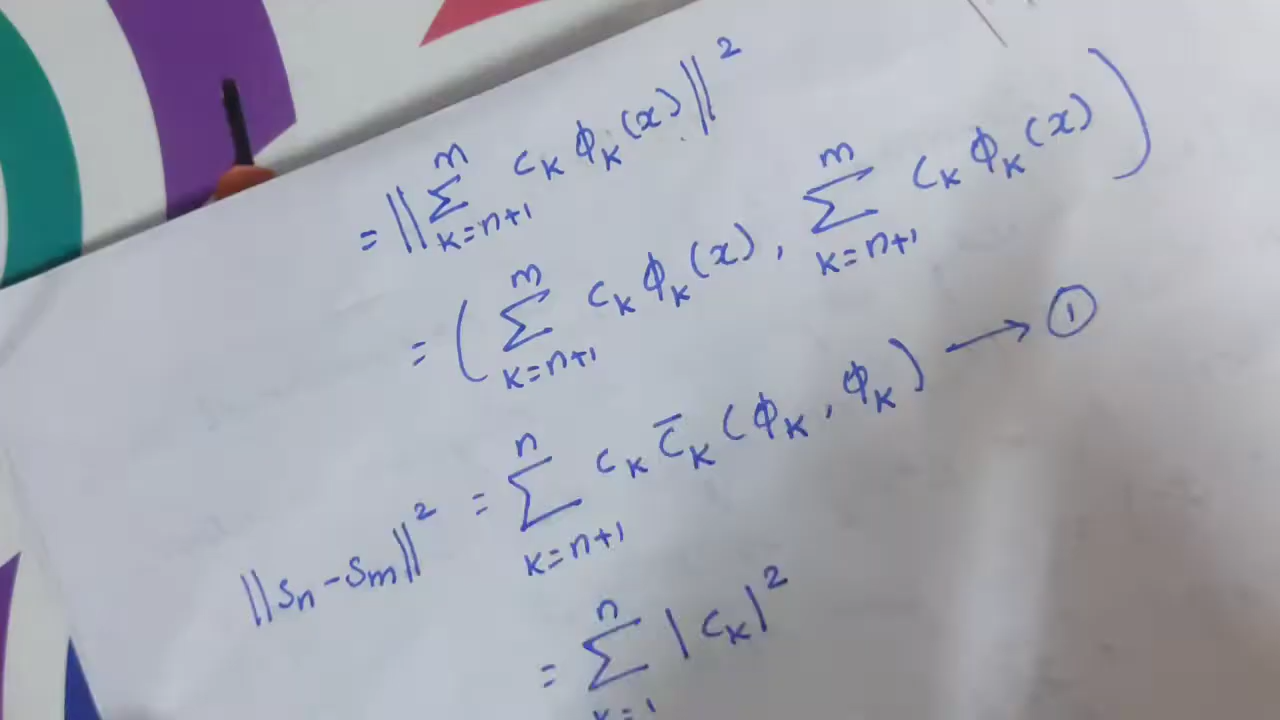 = ||∑_{k=n+1}^{m} c_k ϕ_k(x)||²
= ( ∑_{k=n+1}^{m} c_k ϕ_k(x), ∑_{k=n+1}^{m} c_k ϕ_k(x) )
||s_n - s_m||² = ∑_{k=n+1}^{n} c_k c̄_k (ϕ_k, ϕ_k) → ①
= ∑_{k=1}^{n} |c_k|²